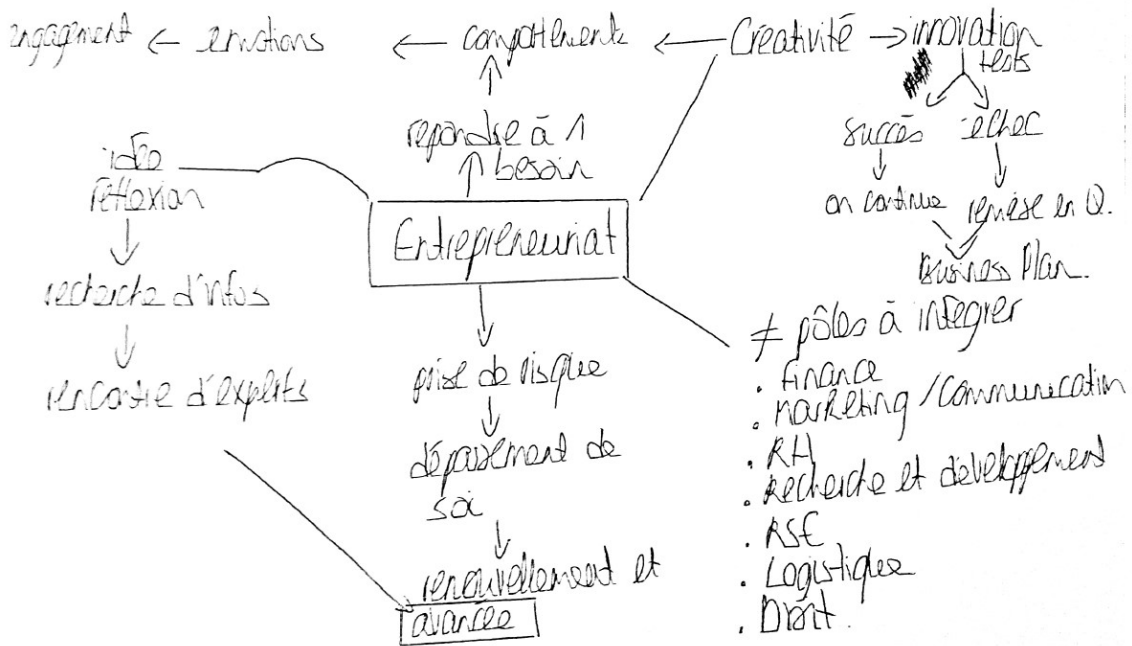 engagement ← émotions ← comportements ← Créativité → innovation
tests
succès échec
répondre à 1
besoin
idée
réflexion
on continue remise en Q.
Entrepreneuriat
Business Plan.
recherche d'infos
≠ pôles à intégrer
prise de risque
. Finance
rencontre d'experts
. Marketing / Communication
. RH
dépassement de
soi
. Recherche et développement
. RSE
renouvellement et
avancée
. Logistique
. Droit.